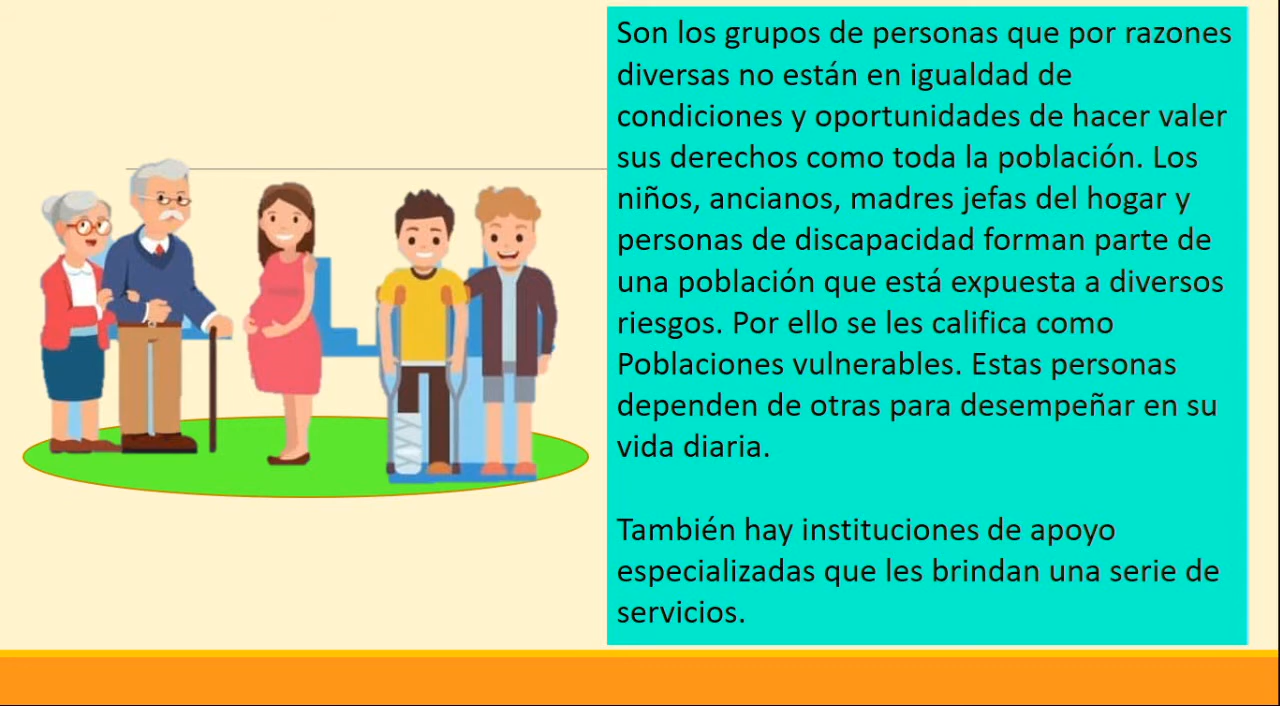 Son los grupos de personas que por razones
diversas no están en igualdad de
condiciones y oportunidades de hacer valer
sus derechos como toda la población. Los
niños, ancianos, madres jefas del hogar y
personas de discapacidad forman parte de
una población que está expuesta a diversos
riesgos. Por ello se les califica como
Poblaciones vulnerables. Estas personas
dependen de otras para desempeñar en su
vida diaria.
También hay instituciones de apoyo
especializadas que les brindan una serie de
servicios.